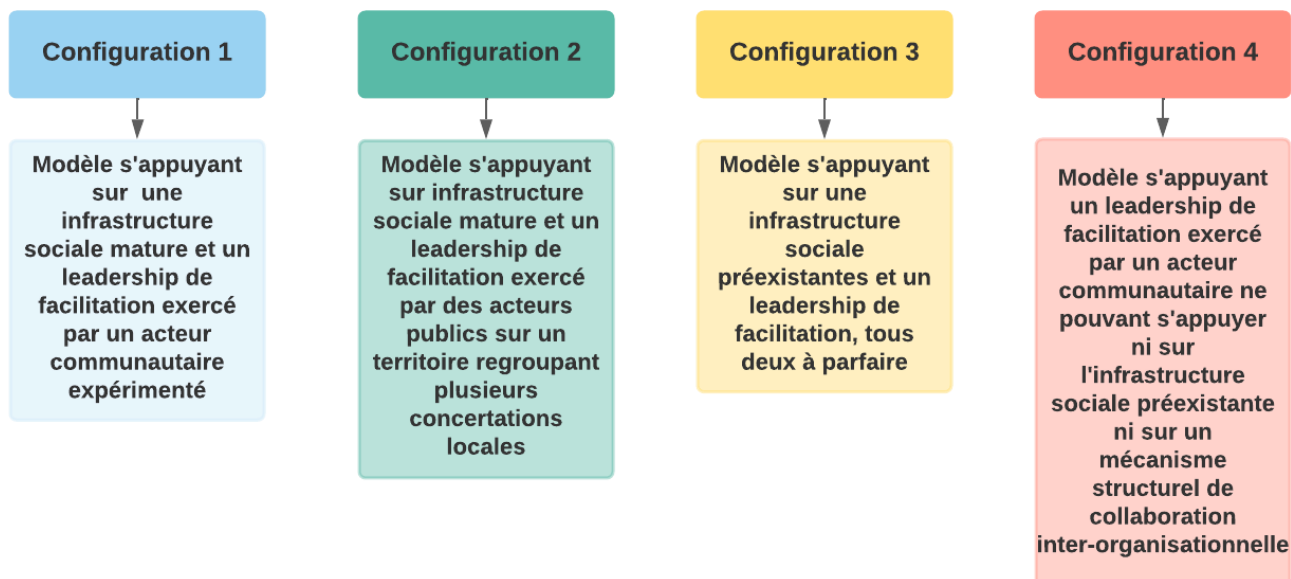 Configuration 1
Modèle s'appuyant
sur une
infrastructure
sociale mature et un
leadership de
facilitation exercé
par un acteur
communautaire
expérimenté
Configuration 2
Modèle s'appuyant
sur infrastructure
sociale mature et un
leadership de
facilitation exercé
par des acteurs
publics sur un
territoire regroupant
plusieurs
concertations
locales
Configuration 3
Modèle s'appuyant
sur une
infrastructure
sociale
préexistantes et un
leadership de
facilitation, tous
deux à parfaire
Configuration 4
Modèle s'appuyant
un leadership de
facilitation exercé
par un acteur
communautaire ne
pouvant s'appuyer
ni sur
l'infrastructure
sociale préexistante
ni sur un
mécanisme
structurel de
collaboration
inter-organisationnelle